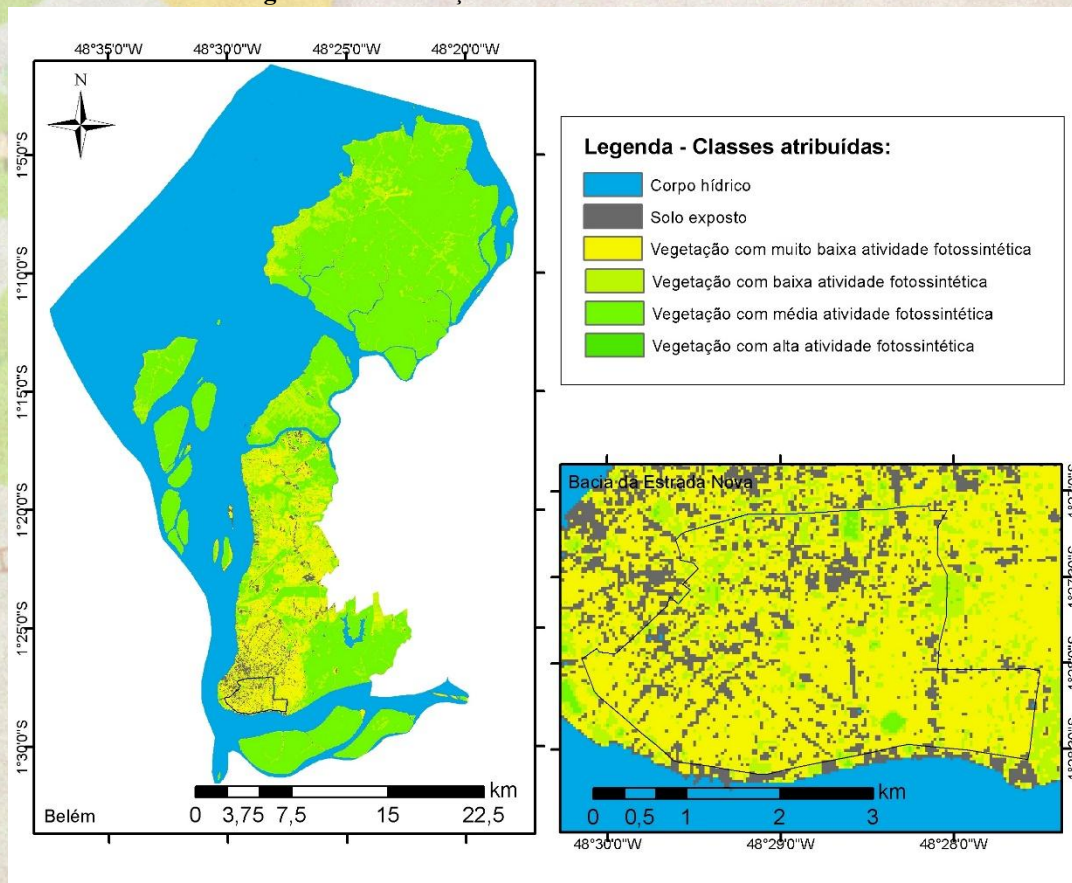 48°35'0"W 48°30'0"W 48°25'0"W 48°20'0"W
N
1°5'0"S
1°10'0"S
1°15'0"S
1°20'0"S
1°25'0"S
1°30'0"S
Belém
km
0 3,75 7,5 15 22,5
Legenda - Classes atribuídas:
Corpo hídrico
Solo exposto
Vegetação com muito baixa atividade fotossintética
Vegetação com baixa atividade fotossintética
Vegetação com média atividade fotossintética
Vegetação com alta atividade fotossintética
Bacia da Estrada Nova
km
0 0,5 1 2 3
48°30'0"W 48°29'0"W 48°28'0"W